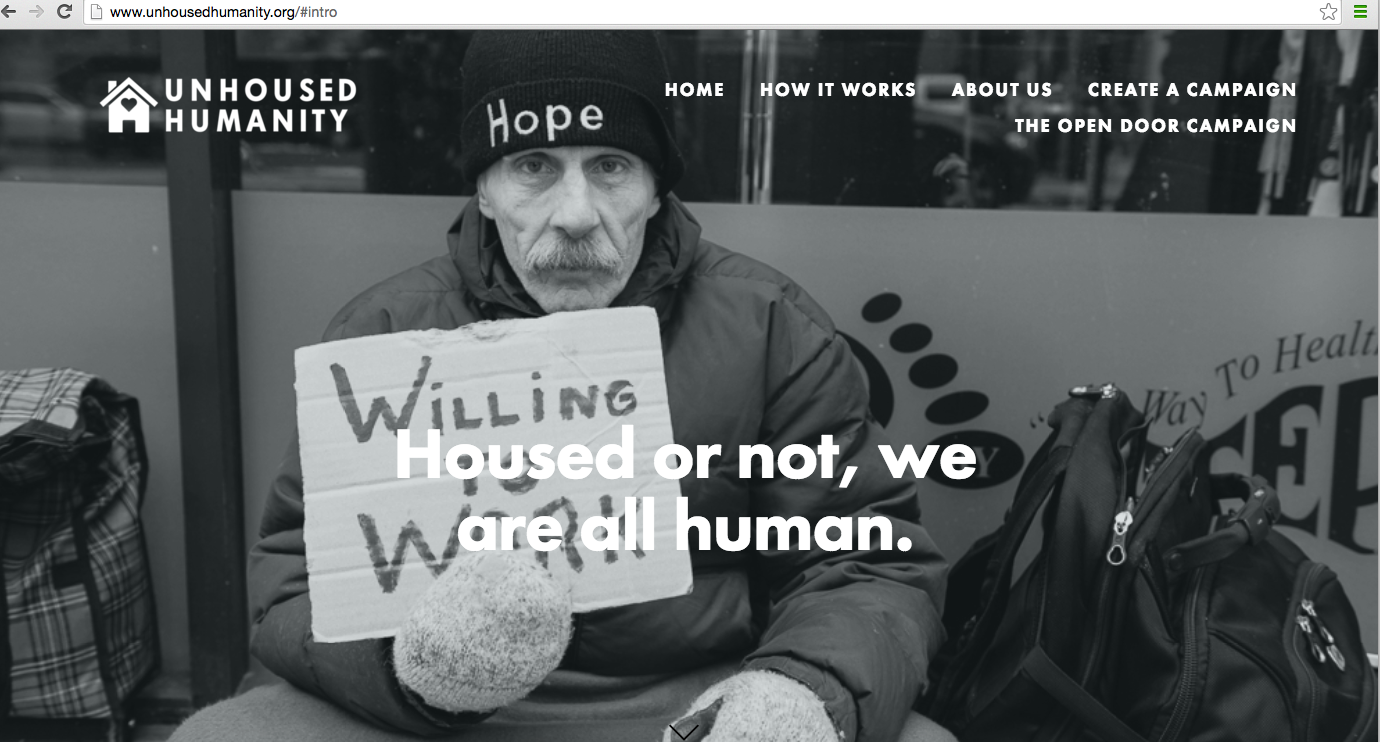 www.unhousedhumanity.org/#intro
UNHOUSED
HUMANITY
HOME HOW IT WORKS ABOUT US CREATE A CAMPAIGN
THE OPEN DOOR CAMPAIGN
Hope
WiLLiNG
TO
WORK
Housed or not, we
are all human.
Way To Healt